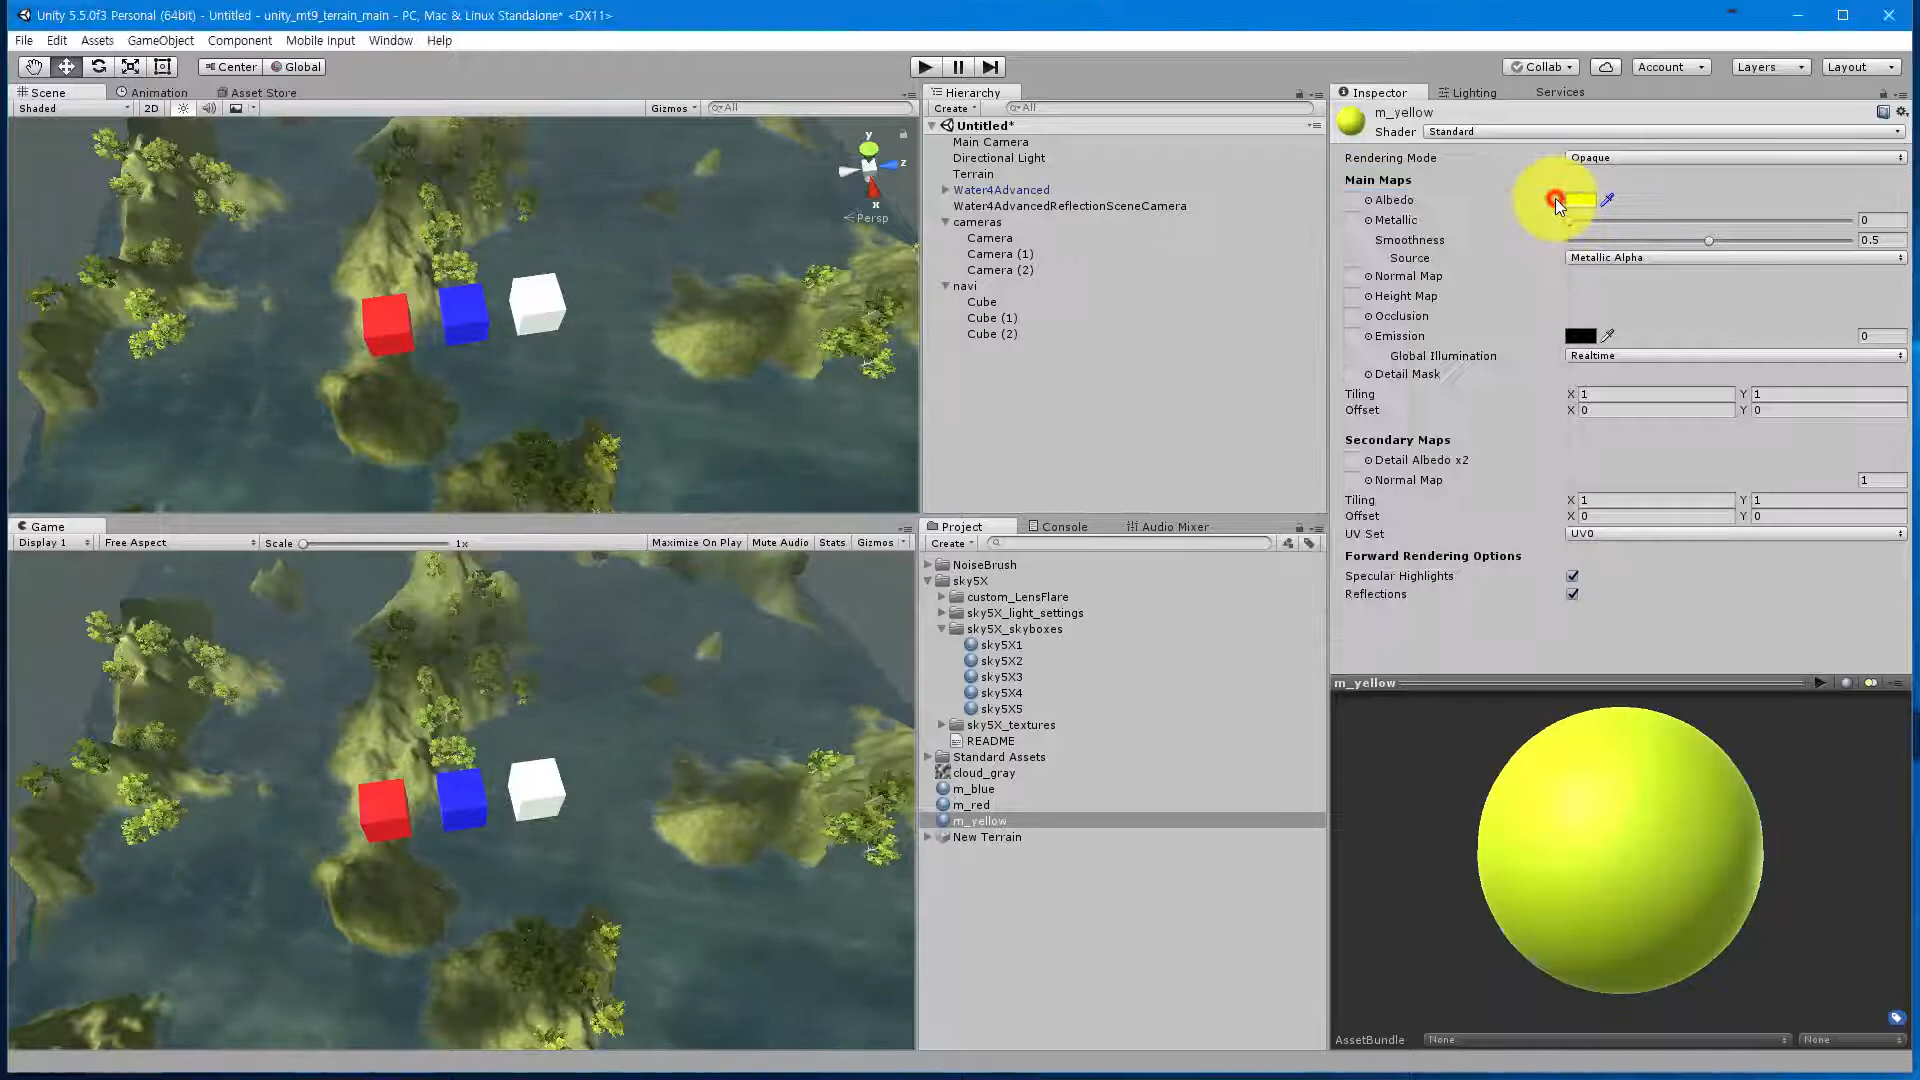 Unity 5.5.0f3 Personal (64bit) - Untitled - unity_mt9_terrain_main - PC, Mac & Linux Standalone* <DX11>
File Edit Assets GameObject Component Mobile Input Window Help
Center Global Collab Account Layers Layout
Scene Animation Asset Store
Shaded 2D Gizmos All
y
z
x
Persp
Hierarchy
Create All
Untitled*
Main Camera
Directional Light
Terrain
Water4Advanced
Water4AdvancedReflectionSceneCamera
cameras
Camera
Camera (1)
Camera (2)
navi
Cube
Cube (1)
Cube (2)
Game
Display 1 Free Aspect Scale 1x Maximize On Play Mute Audio Stats Gizmos
Project Console Audio Mixer
Create
NoiseBrush
sky5X
custom_LensFlare
sky5X_light_settings
sky5X_skyboxes
sky5X1
sky5X2
sky5X3
sky5X4
sky5X5
sky5X_textures
README
Standard Assets
cloud_gray
m_blue
m_red
m_yellow
New Terrain
Inspector Lighting Services
m_yellow
Shader Standard
Rendering Mode Opaque
Main Maps
Albedo
Metallic 0
Smoothness 0.5
Source Metallic Alpha
Normal Map
Height Map
Occlusion
Emission 0
Global Illumination Realtime
Detail Mask
Tiling X 1 Y 1
Offset X 0 Y 0
Secondary Maps
Detail Albedo x2
Normal Map 1
Tiling X 1 Y 1
Offset X 0 Y 0
UV Set UV0
Forward Rendering Options
Specular Highlights
Reflections
m_yellow
AssetBundle None None